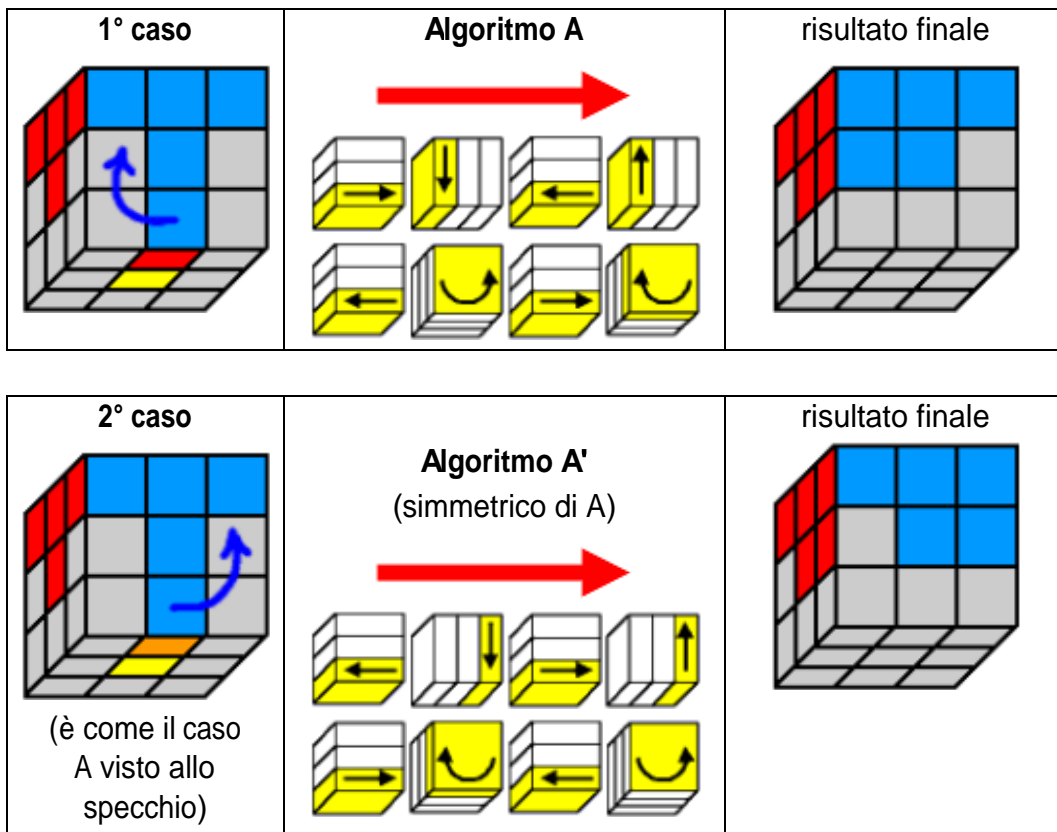 1° caso
Algoritmo A
risultato finale
2° caso
(è come il caso
A visto allo
specchio)
Algoritmo A'
(simmetrico di A)
risultato finale